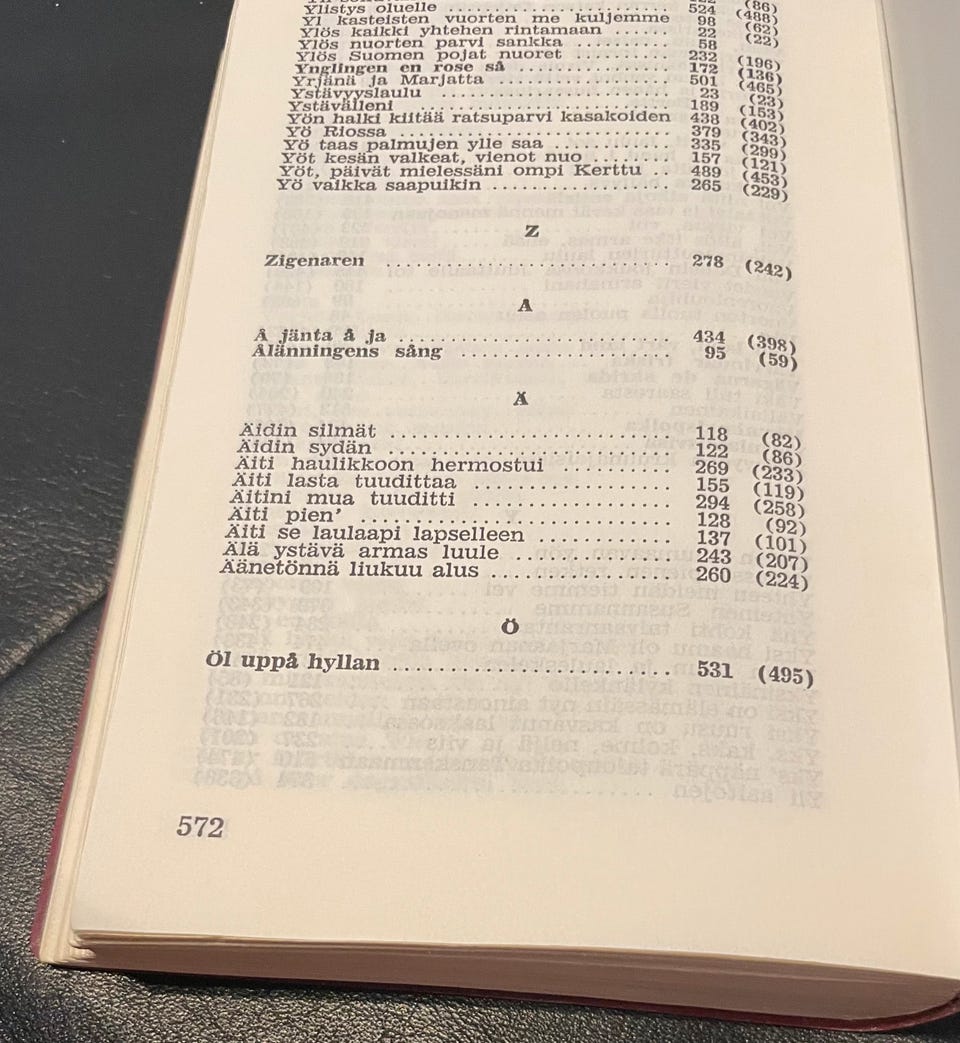 Ylistys oluelle .............................. 524 (488)
Yl kasteisten vuorten me kuljemme 98 (62)
Ylös kaikki yhtehen rintamaan ...... 22 (22)
Ylös nuorten parvi sankka .......... 58
Ylös Suomen pojat nuoret .......... 232 (196)
Ynglingen en rose så ................ 172 (136)
Yrjänä ja Marjatta .................... 501 (465)
Ystävyyslaulu ........................ 23 (23)
Ystävälleni ........................... 189 (153)
Yön halki kiitää ratsuparvi kasakoiden 438 (402)
Yö Riossa ............................. 379 (343)
Yö taas palmujen ylle saa ........... 335 (299)
Yöt kesän valkeat, vienot nuo ........ 157 (121)
Yöt, päivät mielessäni ompi Kerttu .. 489 (453)
Yö vaikka saapuikin .................. 265 (229)
Z
Zigenaren ............................. 278 (242)
A
Å jänta å ja ........................... 434 (398)
Ålänningens sång ..................... 95 (59)
Ä
Äidin silmät ........................... 118 (82)
Äidin sydän ............................ 122 (86)
Äiti haulikkoon hermostui .......... 269 (233)
Äiti lasta tuudittaa .................. 155 (119)
Äitini mua tuuditti ................... 294 (258)
Äiti pien' .............................. 128 (92)
Äiti se laulaapi lapselleen ............ 137 (101)
Älä ystävä armas luule ............... 243 (207)
Äänetönnä liukuu alus ................ 260 (224)
Ö
Öl uppå hyllan ......................... 531 (495)
572